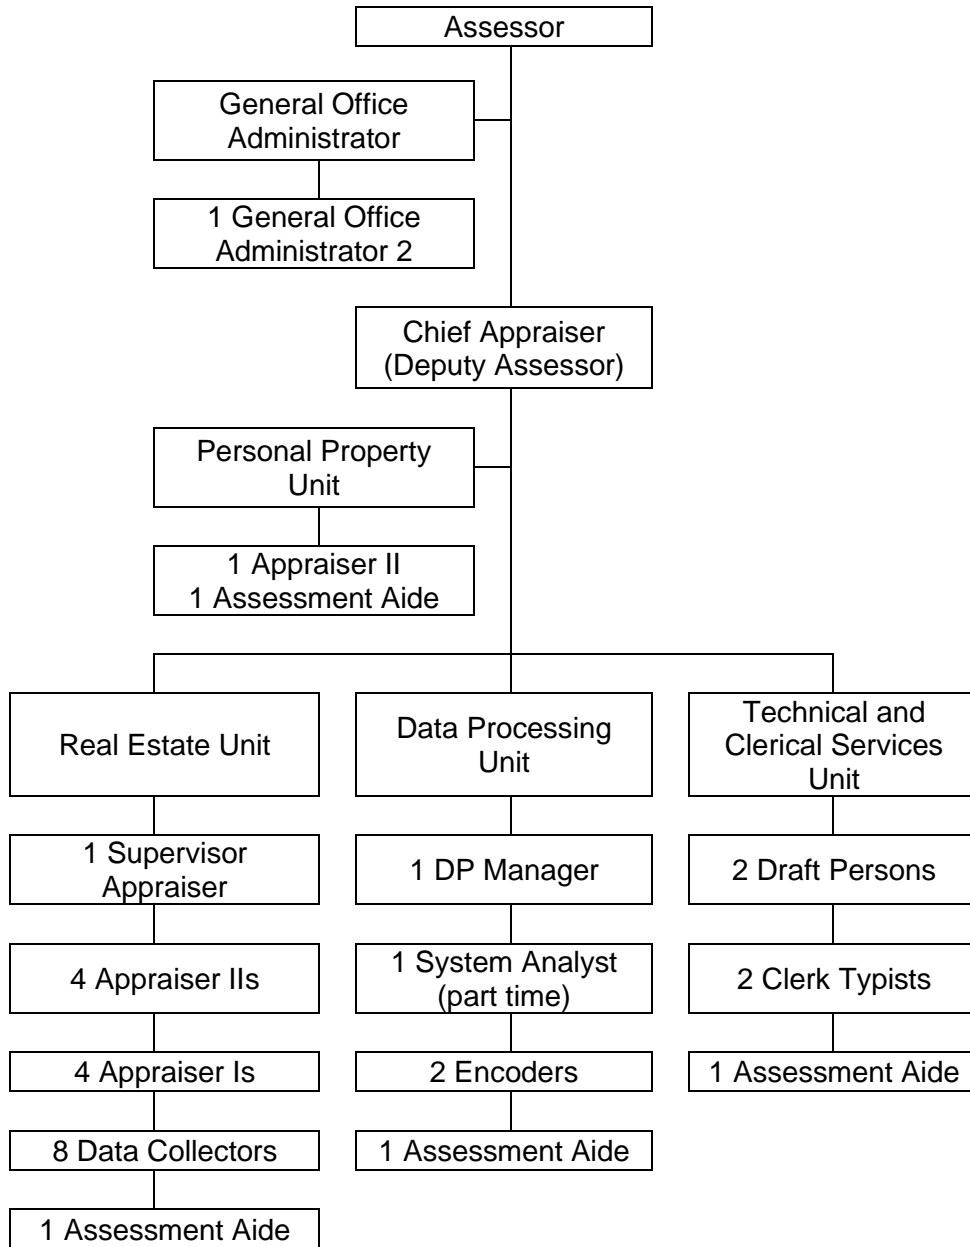 Assessor
General Office
Administrator
1 General Office
Administrator 2
Chief Appraiser
(Deputy Assessor)
Personal Property
Unit
1 Appraiser II
1 Assessment Aide
Real Estate Unit
1 Supervisor
Appraiser
4 Appraiser IIs
4 Appraiser Is
8 Data Collectors
1 Assessment Aide
Data Processing
Unit
1 DP Manager
1 System Analyst
(part time)
2 Encoders
1 Assessment Aide
Technical and
Clerical Services
Unit
2 Draft Persons
2 Clerk Typists
1 Assessment Aide